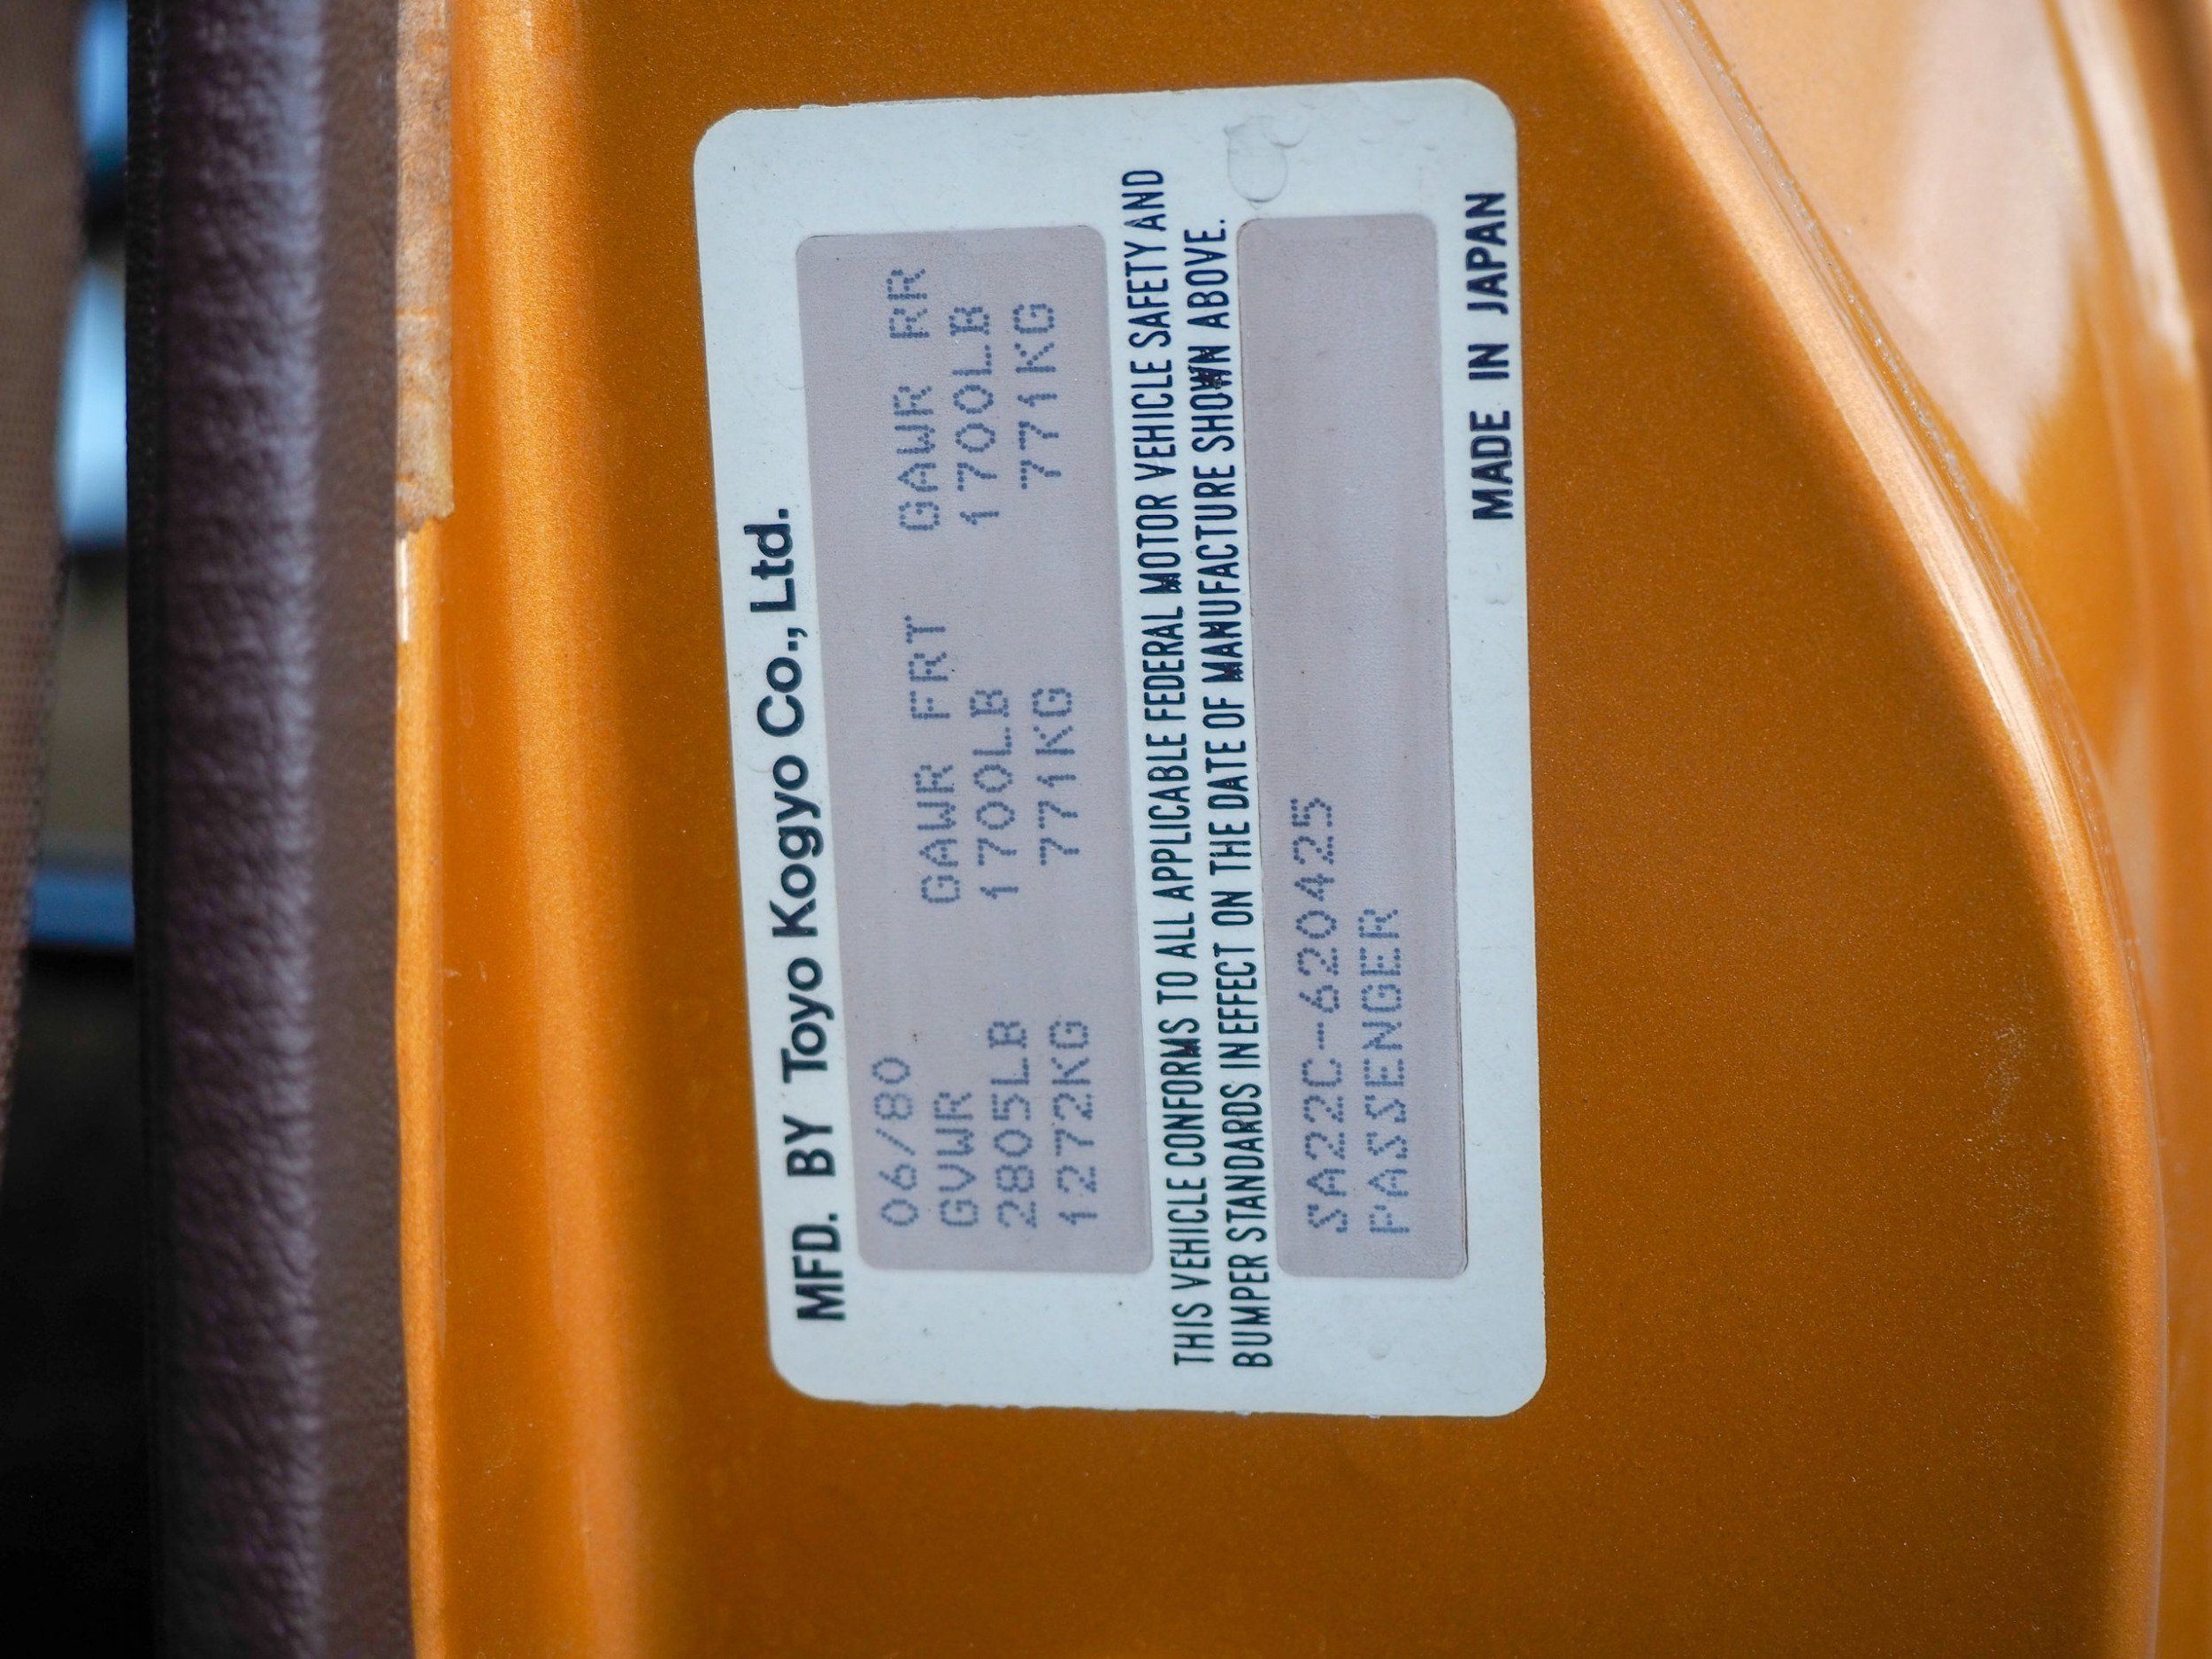 MFD. BY Toyo Kogyo Co., Ltd.
06/80
GVWR GAWR FRT GAWR RR
2805LB 1700LB 1700LB
1272KG 771KG 771KG
THIS VEHICLE CONFORMS TO ALL APPLICABLE FEDERAL MOTOR VEHICLE SAFETY AND
BUMPER STANDARDS IN EFFECT ON THE DATE OF MANUFACTURE SHOWN ABOVE.
SA22C-620425
PASSENGER
MADE IN JAPAN